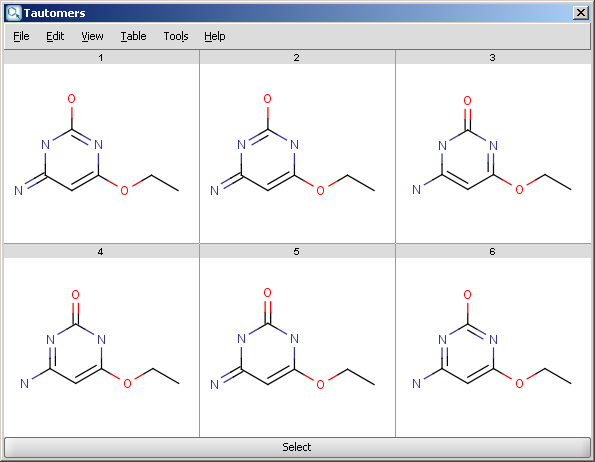 Tautomers
File Edit View Table Tools Help
1 2 3
O O O
N N N N N N
N O N O N O
4 5 6
O O O
N N N N N N
N O N O N O
Select